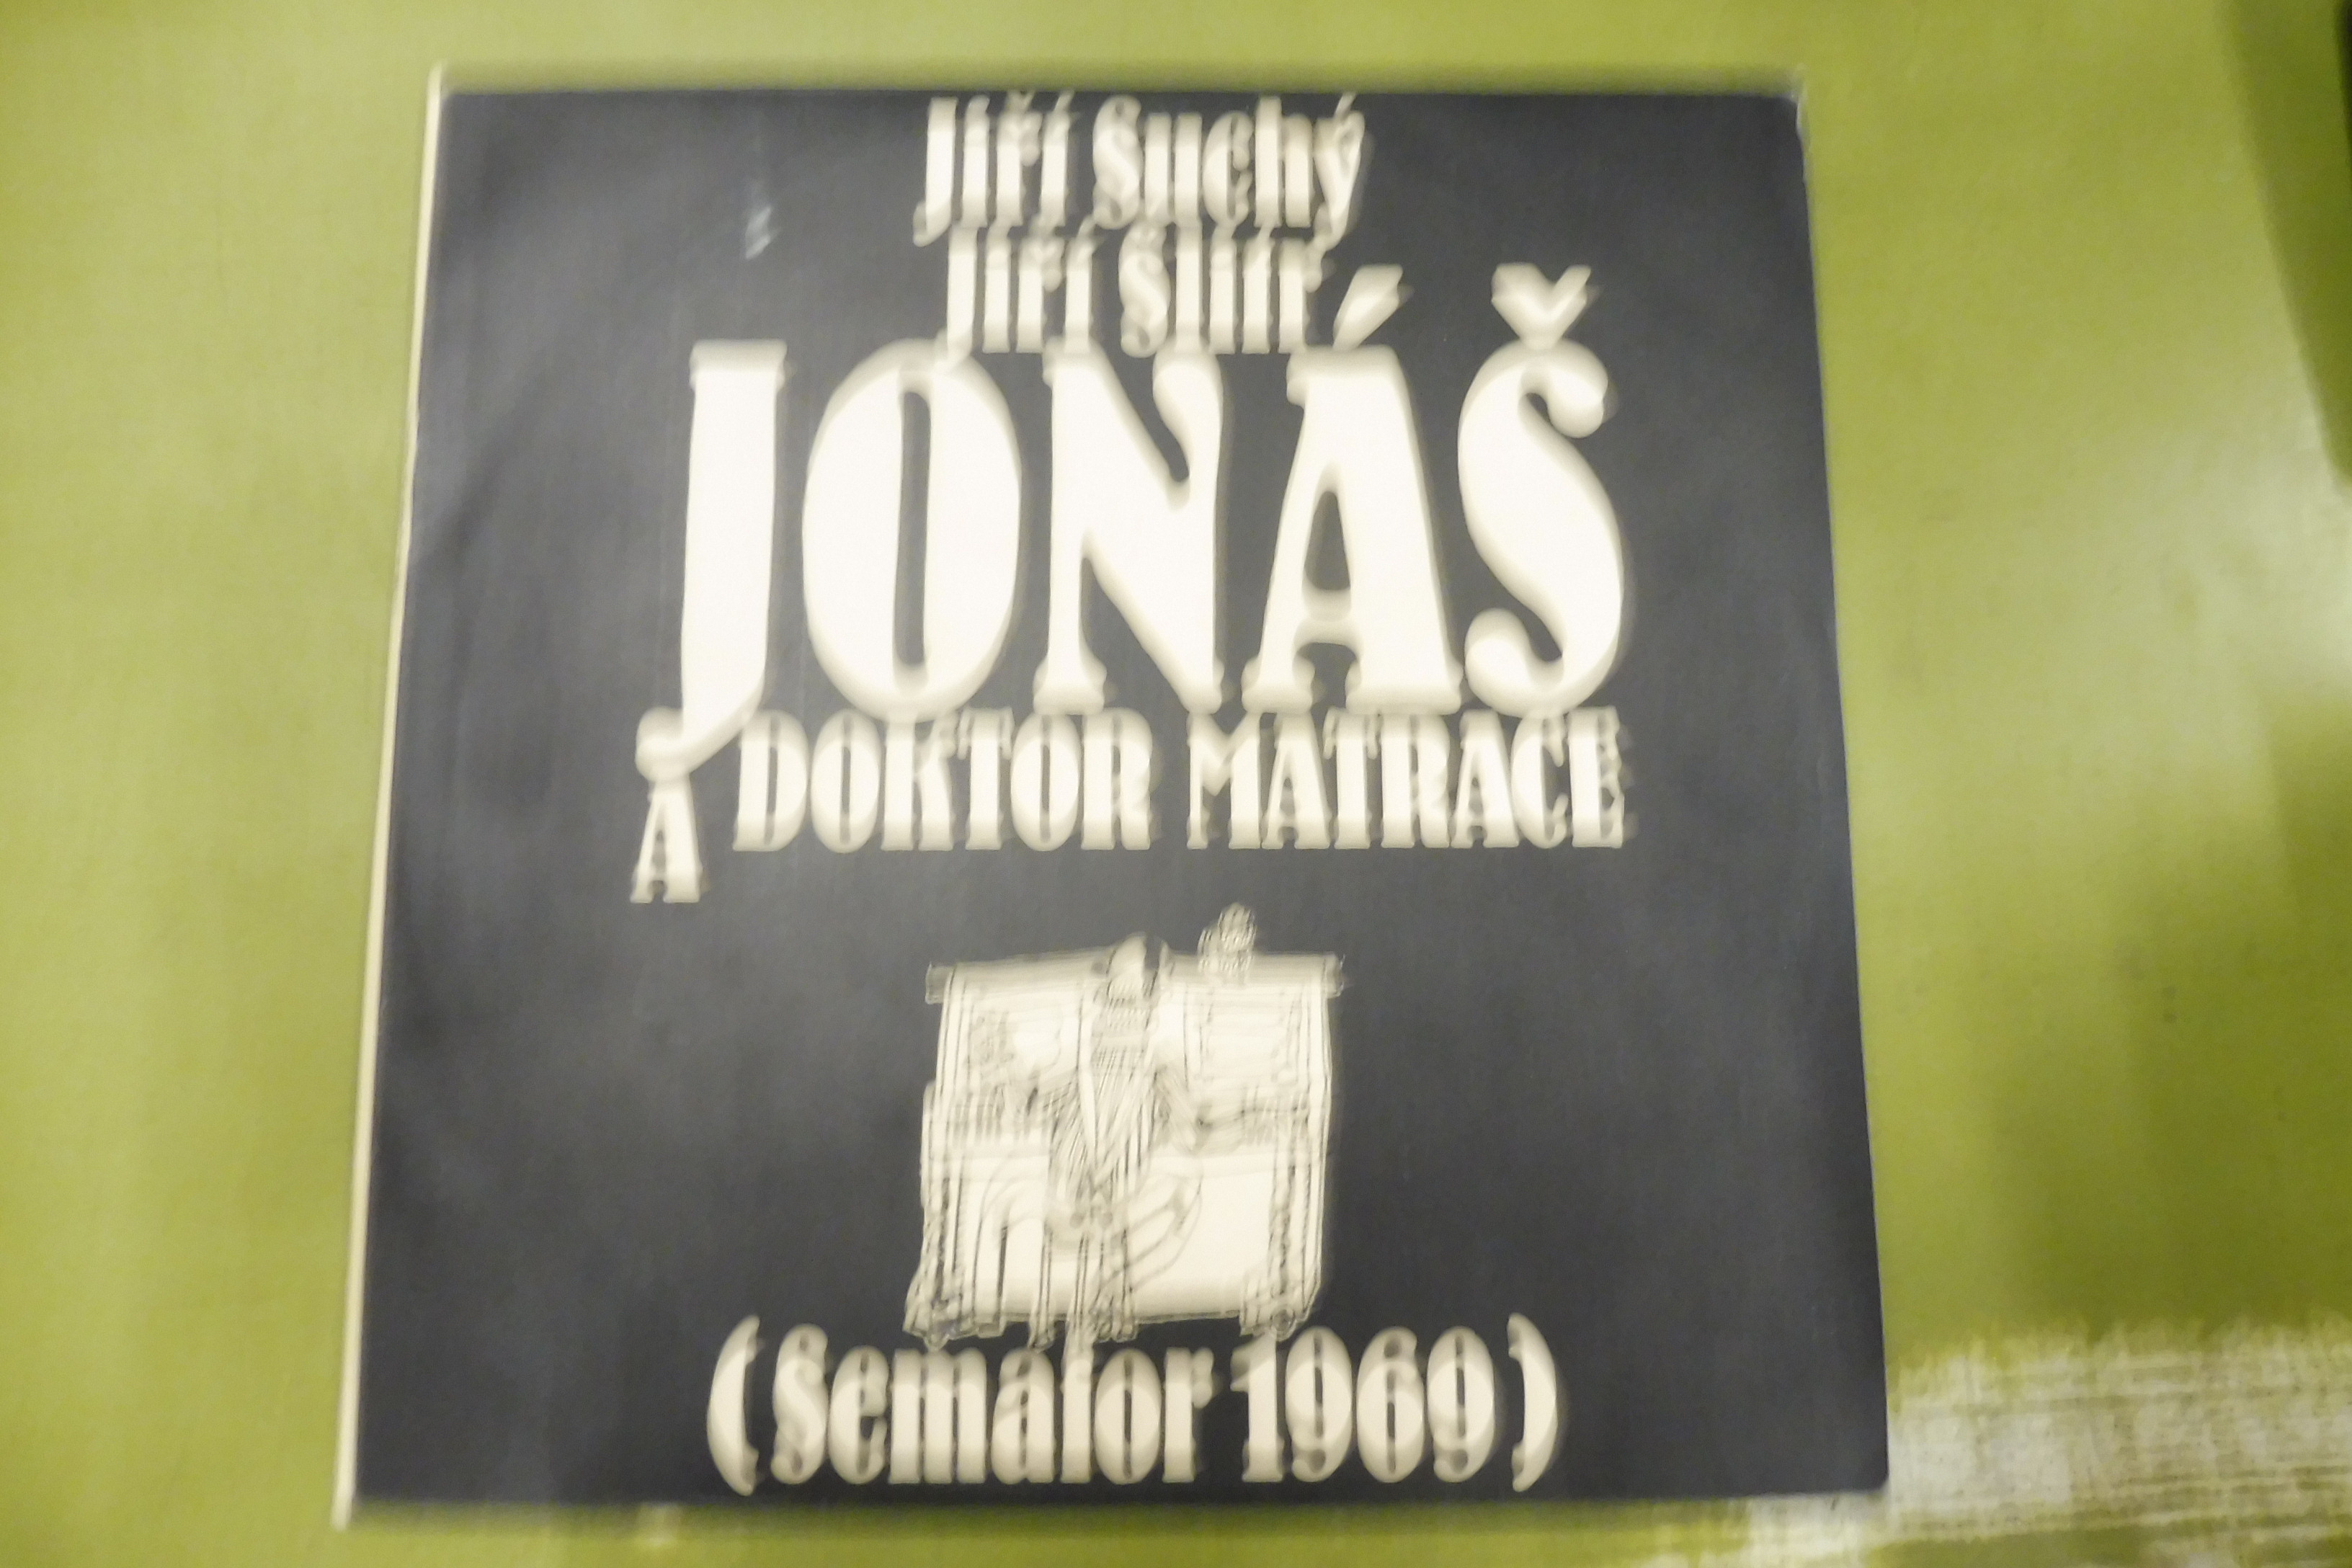 Jiří Suchý
Jiří Šlitr
JONÁŠ
A DOKTOR MATRACE
(Semafor 1969)